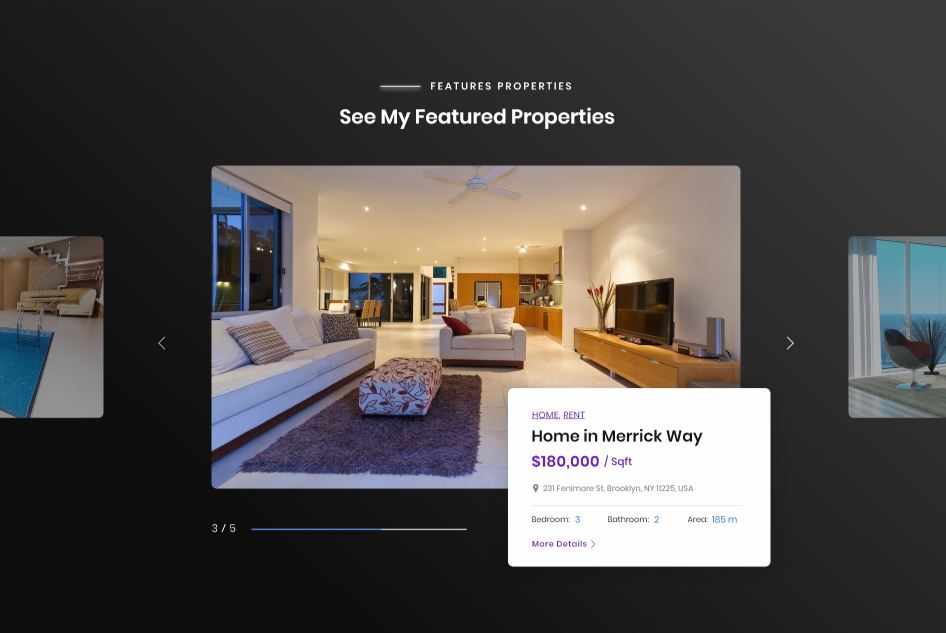 FEATURES PROPERTIES
See My Featured Properties
HOME, RENT
Home in Merrick Way
$180,000 / Sqft
231 Fenimore St, Brooklyn, NY 11225, USA
Bedroom: 3 Bathroom: 2 Area: 185 m
More Details
3 / 5